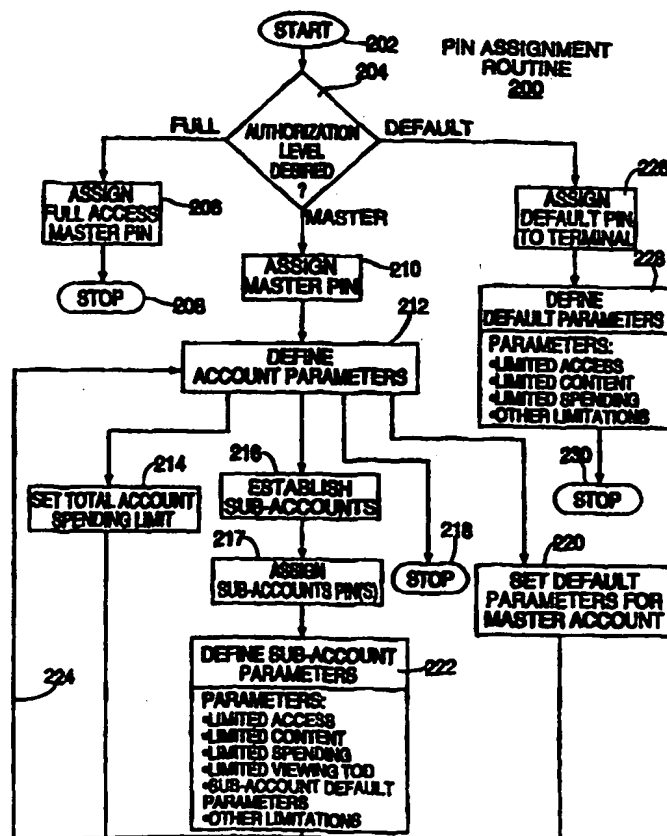 START
202
PIN ASSIGNMENT
ROUTINE
200
204
FULL
AUTHORIZATION
LEVEL
DESIRED
?
DEFAULT
MASTER
ASSIGN
FULL ACCESS
MASTER PIN
206
STOP
208
ASSIGN
MASTER PIN
210
226
ASSIGN
DEFAULT PIN
TO TERMINAL
228
DEFINE
DEFAULT PARAMETERS
PARAMETERS:
•LIMITED ACCESS
•LIMITED CONTENT
•LIMITED SPENDING
•OTHER LIMITATIONS
230
STOP
212
DEFINE
ACCOUNT PARAMETERS
214
SET TOTAL ACCOUNT
SPENDING LIMIT
216
ESTABLISH
SUB-ACCOUNTS
217
ASSIGN
SUB-ACCOUNTS PIN(S)
218
STOP
220
SET DEFAULT
PARAMETERS FOR
MASTER ACCOUNT
DEFINE SUB-ACCOUNT
PARAMETERS
222
PARAMETERS:
•LIMITED ACCESS
•LIMITED CONTENT
•LIMITED SPENDING
•LIMITED VIEWING TOD
•SUB-ACCOUNT DEFAULT
PARAMETERS
•OTHER LIMITATIONS
224